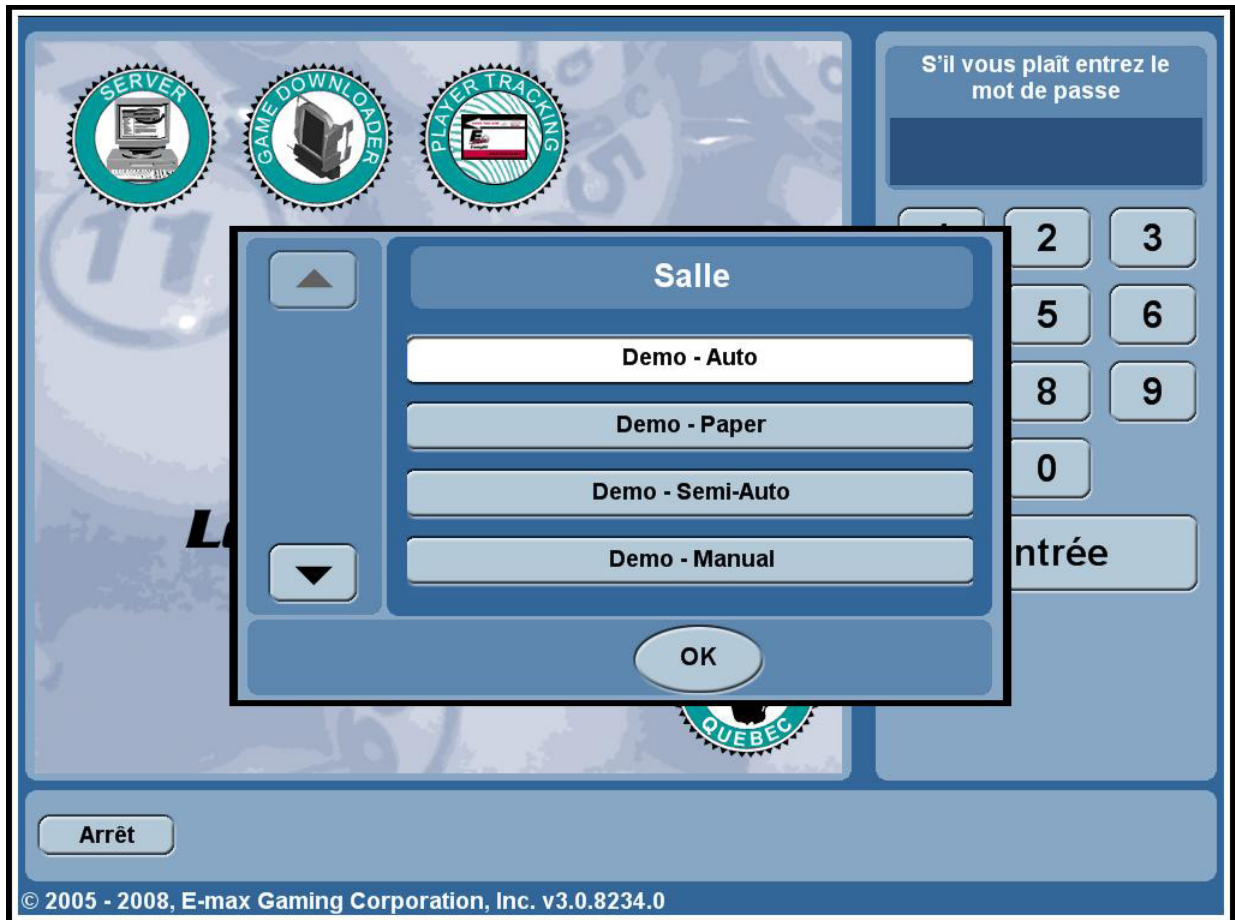 SERVER
GAME DOWNLOADER
PLAYER TRACKING
S'il vous plaît entrez le
mot de passe
2
3
5
6
8
9
0
ntrée
Salle
Demo - Auto
Demo - Paper
Demo - Semi-Auto
Demo - Manual
OK
QUEBEC
Arrêt
© 2005 - 2008, E-max Gaming Corporation, Inc. v3.0.8234.0